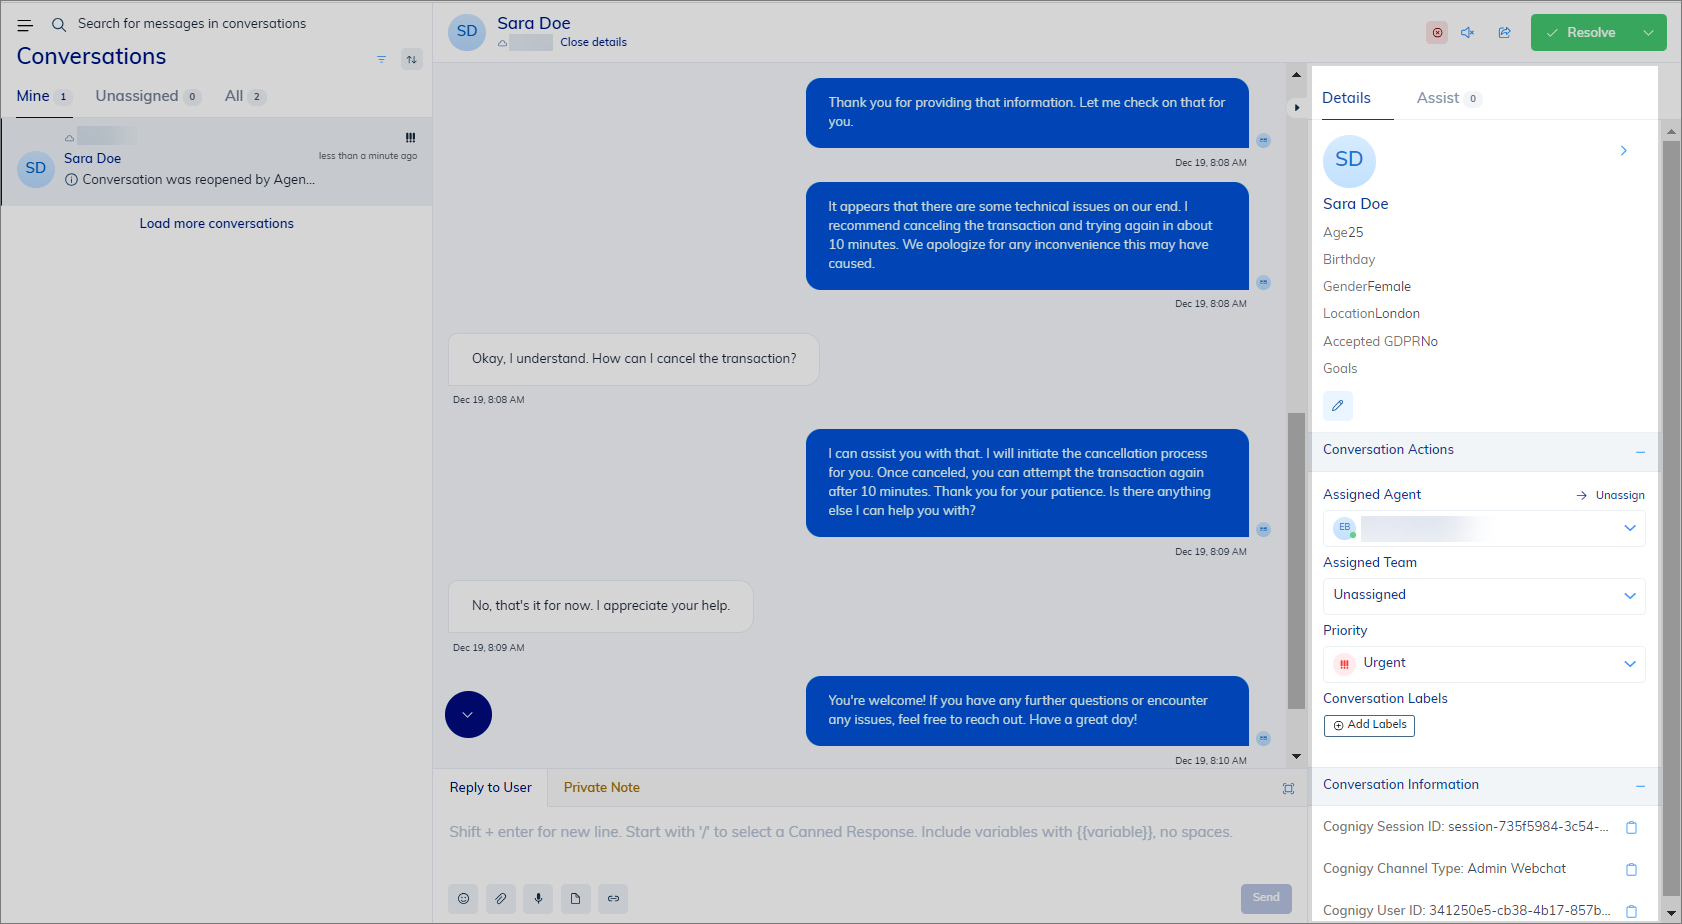 Search for messages in conversations
Conversations
Mine 1 Unassigned 0 All 2
SD
Sara Doe
less than a minute ago
Conversation was reopened by Agen...
Load more conversations
SD
Sara Doe
Close details
Resolve
Thank you for providing that information. Let me check on that for
you.
Dec 19, 8:08 AM
It appears that there are some technical issues on our end. I
recommend canceling the transaction and trying again in about
10 minutes. We apologize for any inconvenience this may have
caused.
Dec 19, 8:08 AM
Okay, I understand. How can I cancel the transaction?
Dec 19, 8:08 AM
I can assist you with that. I will initiate the cancellation process
for you. Once canceled, you can attempt the transaction again
after 10 minutes. Thank you for your patience. Is there anything
else I can help you with?
Dec 19, 8:09 AM
No, that's it for now. I appreciate your help.
Dec 19, 8:09 AM
You're welcome! If you have any further questions or encounter
any issues, feel free to reach out. Have a great day!
Dec 19, 8:10 AM
Reply to User Private Note
Shift + enter for new line. Start with '/' to select a Canned Response. Include variables with {{variable}}, no spaces.
Send
Details Assist 0
SD
Sara Doe
Age25
Birthday
GenderFemale
LocationLondon
Accepted GDPRNo
Goals
Conversation Actions
Assigned Agent Unassign
EB
Assigned Team
Unassigned
Priority
Urgent
Conversation Labels
Add Labels
Conversation Information
Cognigy Session ID: session-735f5984-3c54-...
Cognigy Channel Type: Admin Webchat
Cognigy User ID: 341250e5-cb38-4b17-857b...